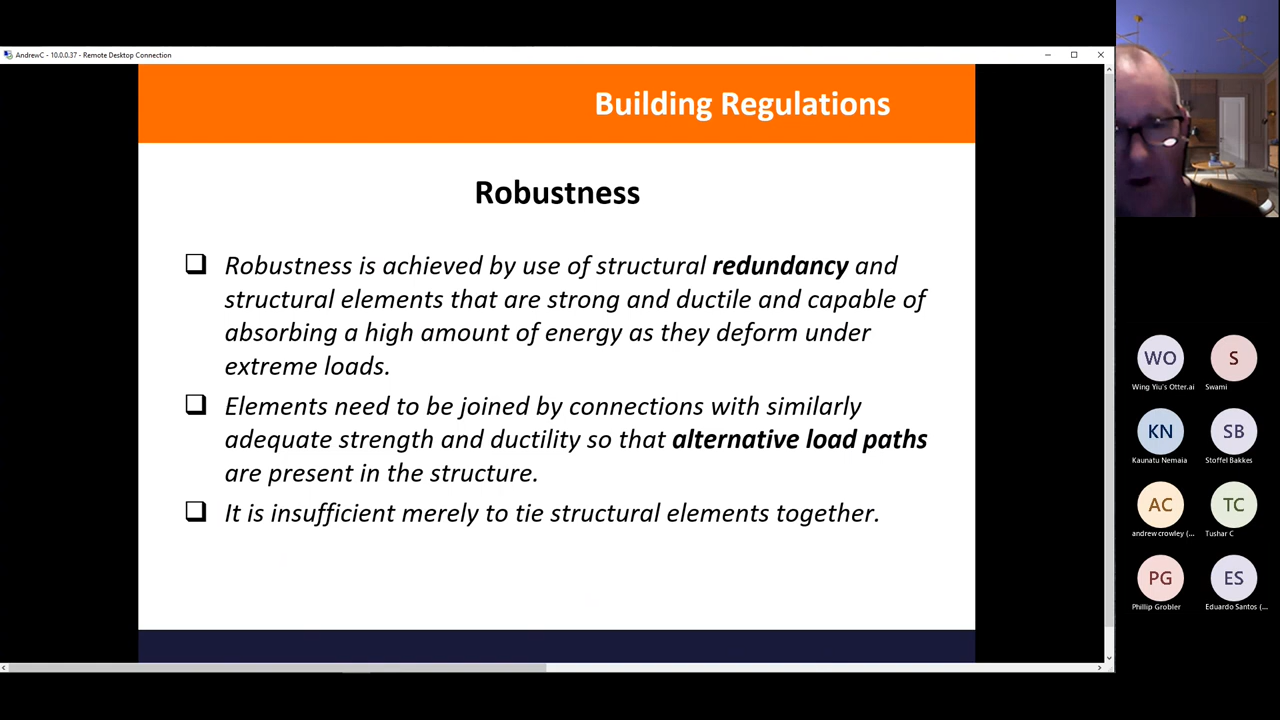 AndrewC - 10.0.0.37 - Remote Desktop Connection
Building Regulations
Robustness
Robustness is achieved by use of structural redundancy and
structural elements that are strong and ductile and capable of
absorbing a high amount of energy as they deform under
extreme loads.
Elements need to be joined by connections with similarly
adequate strength and ductility so that alternative load paths
are present in the structure.
It is insufficient merely to tie structural elements together.
WO
S
Wing Yiu's Otter.ai
Swami
KN
SB
Kaunatu Nemaia
Stoffel Bakkes
AC
TC
andrew crowley (...
Tushar C
PG
ES
Phillip Grobler
Eduardo Santos (...